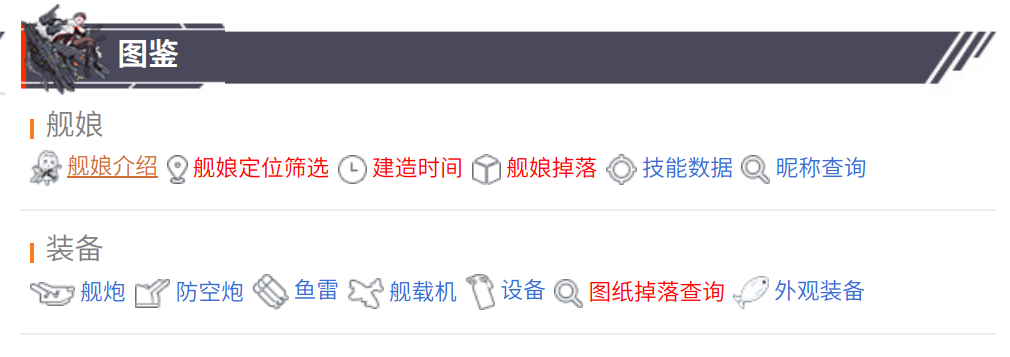 图鉴
舰娘
舰娘介绍 舰娘定位筛选 建造时间 舰娘掉落 技能数据 昵称查询
装备
舰炮 防空炮 鱼雷 舰载机 设备 图纸掉落查询 外观装备